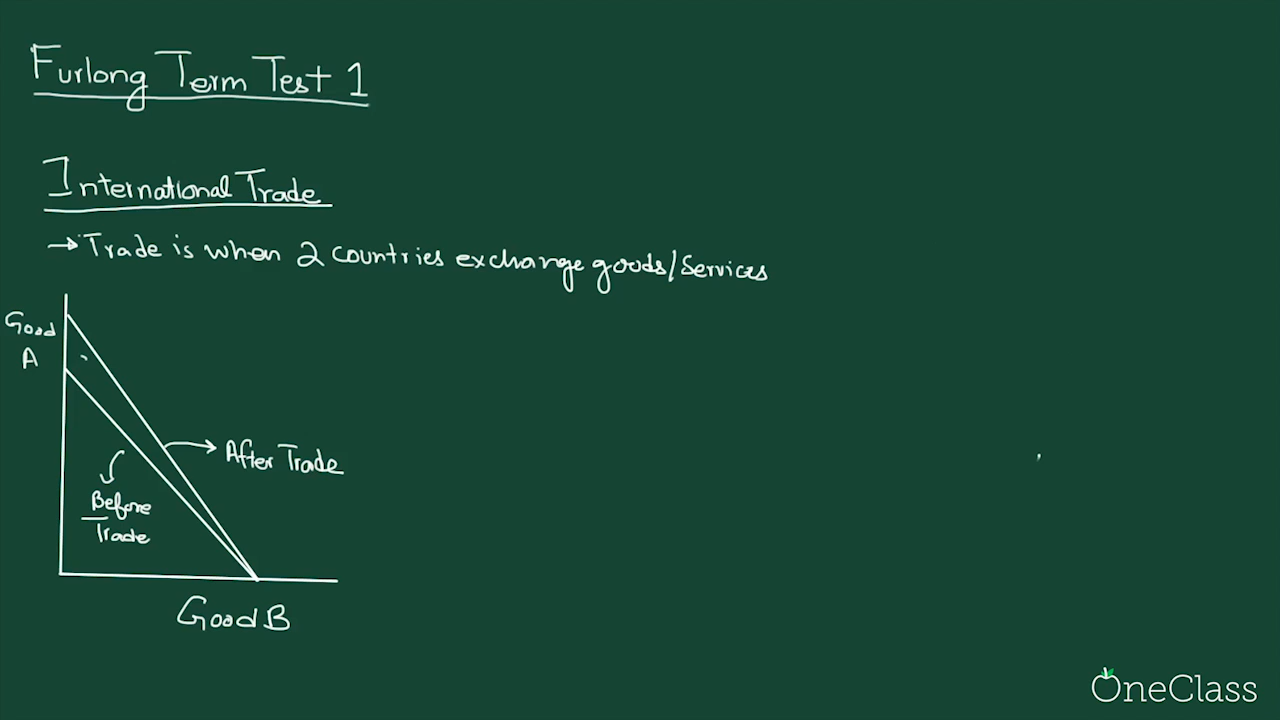 Furlong Term Test 1
International Trade
→ Trade is when 2 countries exchange goods/Services
Good
A
After Trade
Before
Trade
Good B
OneClass